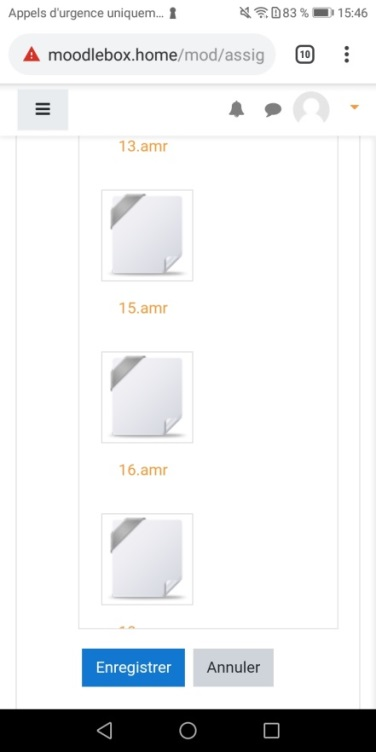 Appels d'urgence uniquem... 83 % 15:46
moodlebox.home/mod/assig 10
13.amr
15.amr
16.amr
Enregistrer Annuler